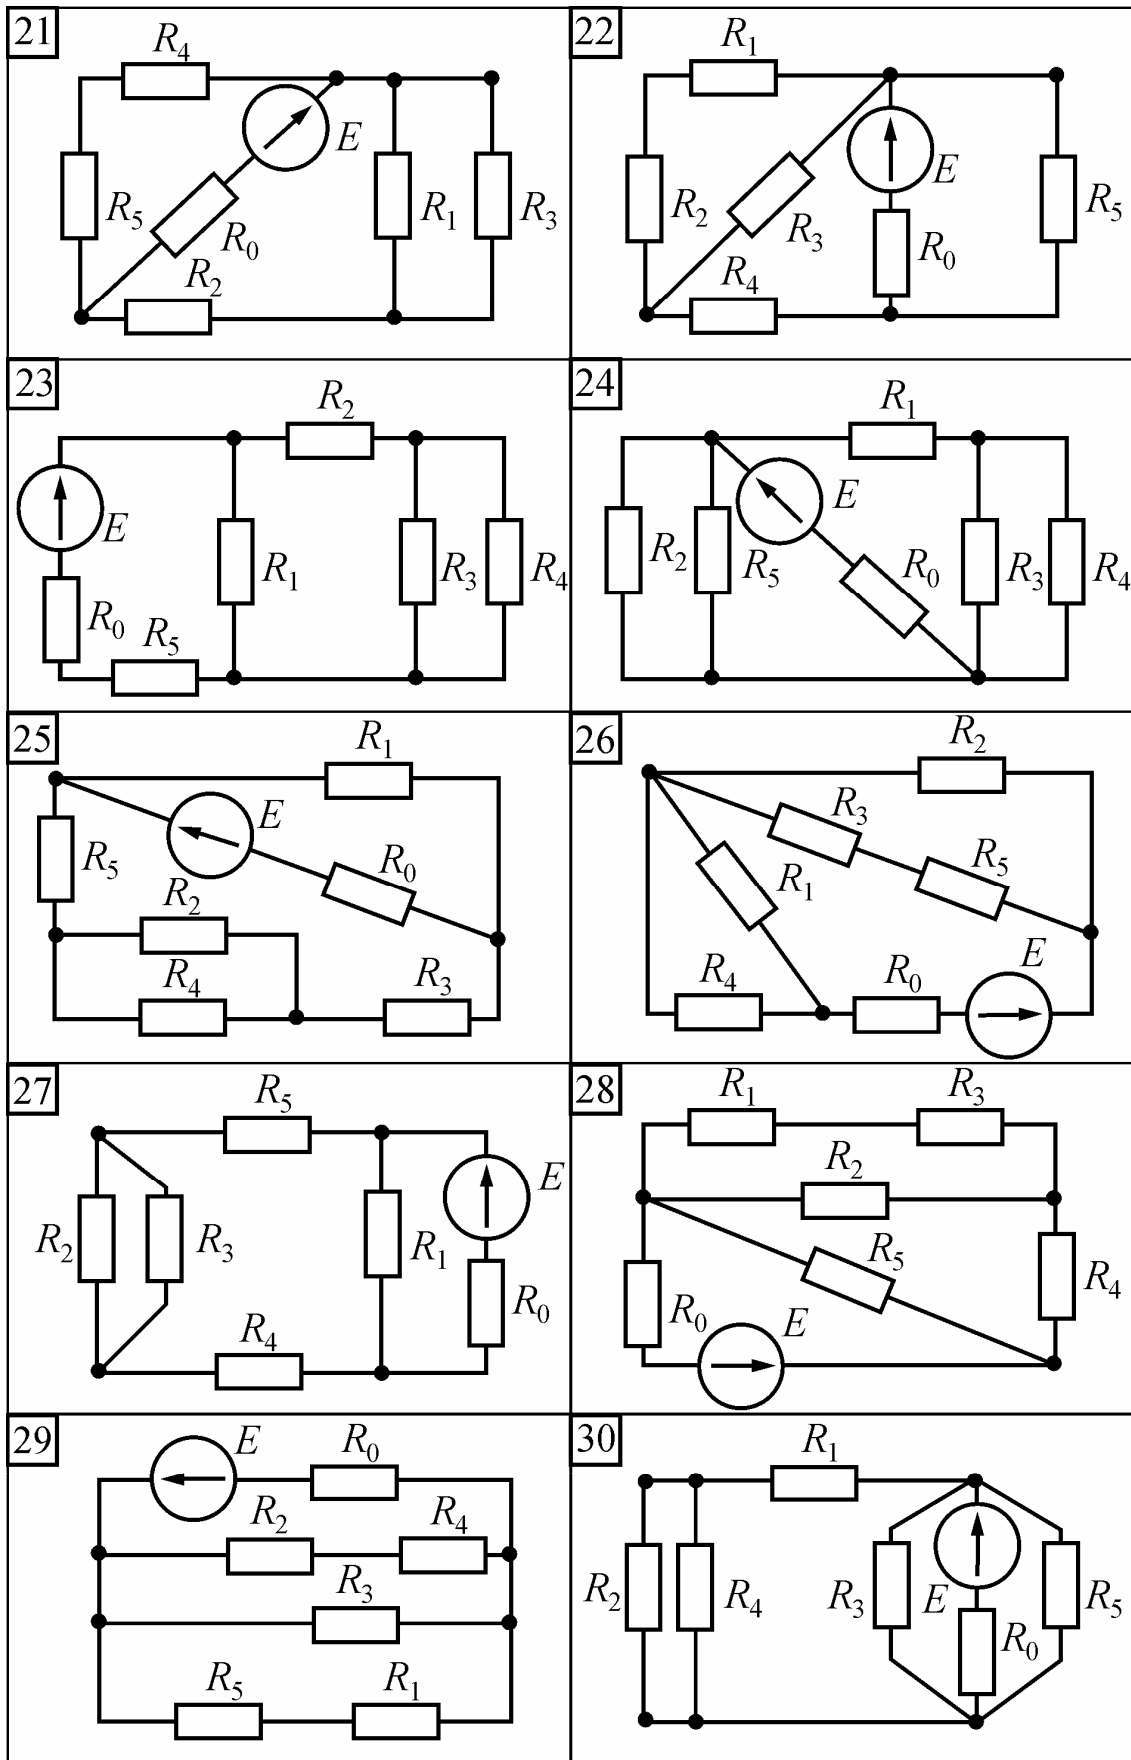 21
R₄
E
R₅
R₀
R₁
R₃
R₂
22
R₁
E
R₂
R₃
R₀
R₅
R₄
23
R₂
E
R₁
R₃
R₄
R₀
R₅
24
R₁
E
R₂
R₅
R₀
R₃
R₄
25
R₁
E
R₅
R₀
R₂
R₄
R₃
26
R₂
R₃
R₅
R₁
R₄
R₀
E
27
R₅
E
R₂
R₃
R₁
R₀
R₄
28
R₁
R₃
R₂
R₅
R₄
R₀
E
29
E
R₀
R₂
R₄
R₃
R₅
R₁
30
R₁
R₂
R₄
R₃
E
R₀
R₅